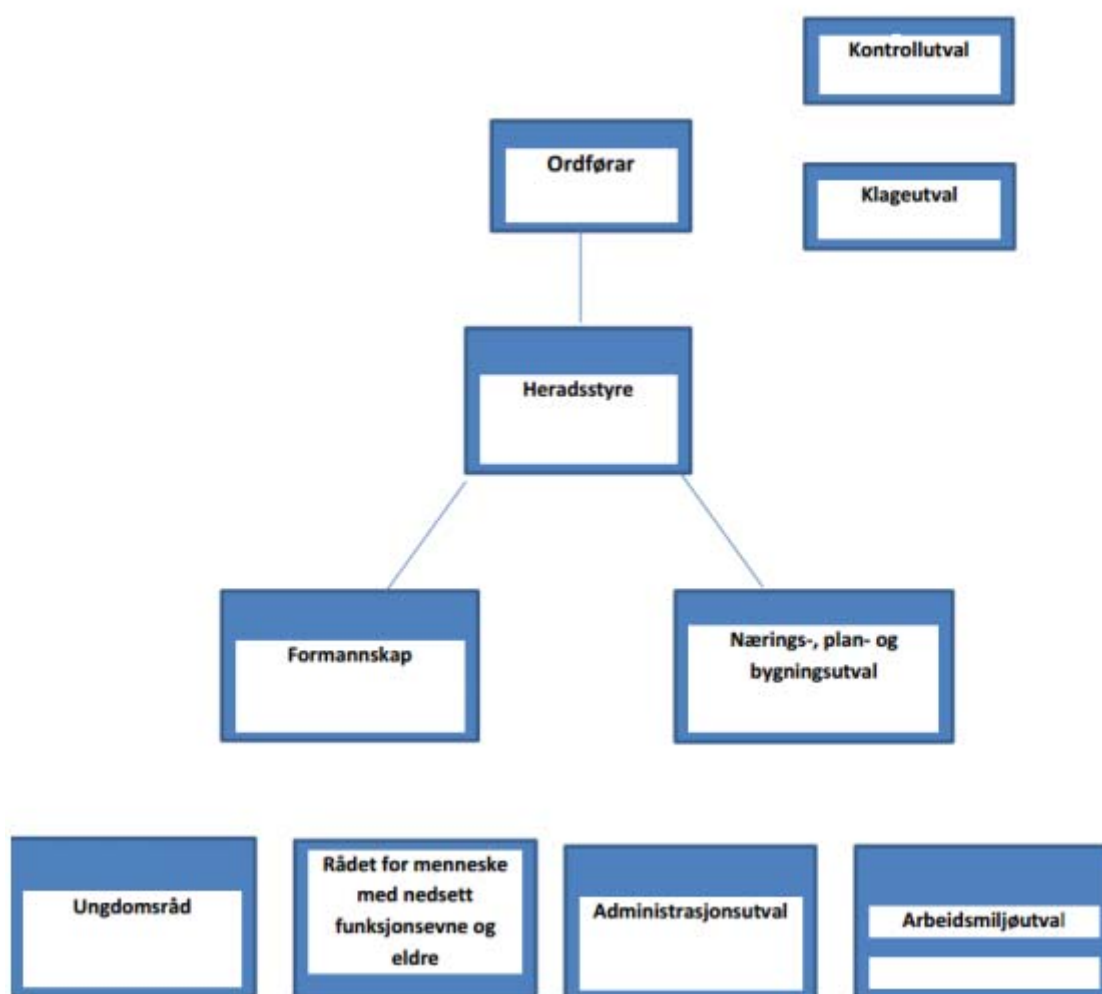 Kontrollutval
Ordførar
Klageutval
Heradsstyre
Formannskap
Nærings-, plan- og
bygningsutval
Ungdomsråd
Rådet for menneske
med nedsett
funksjonsevne og
eldre
Administrasjonsutval
Arbeidsmiljøutval